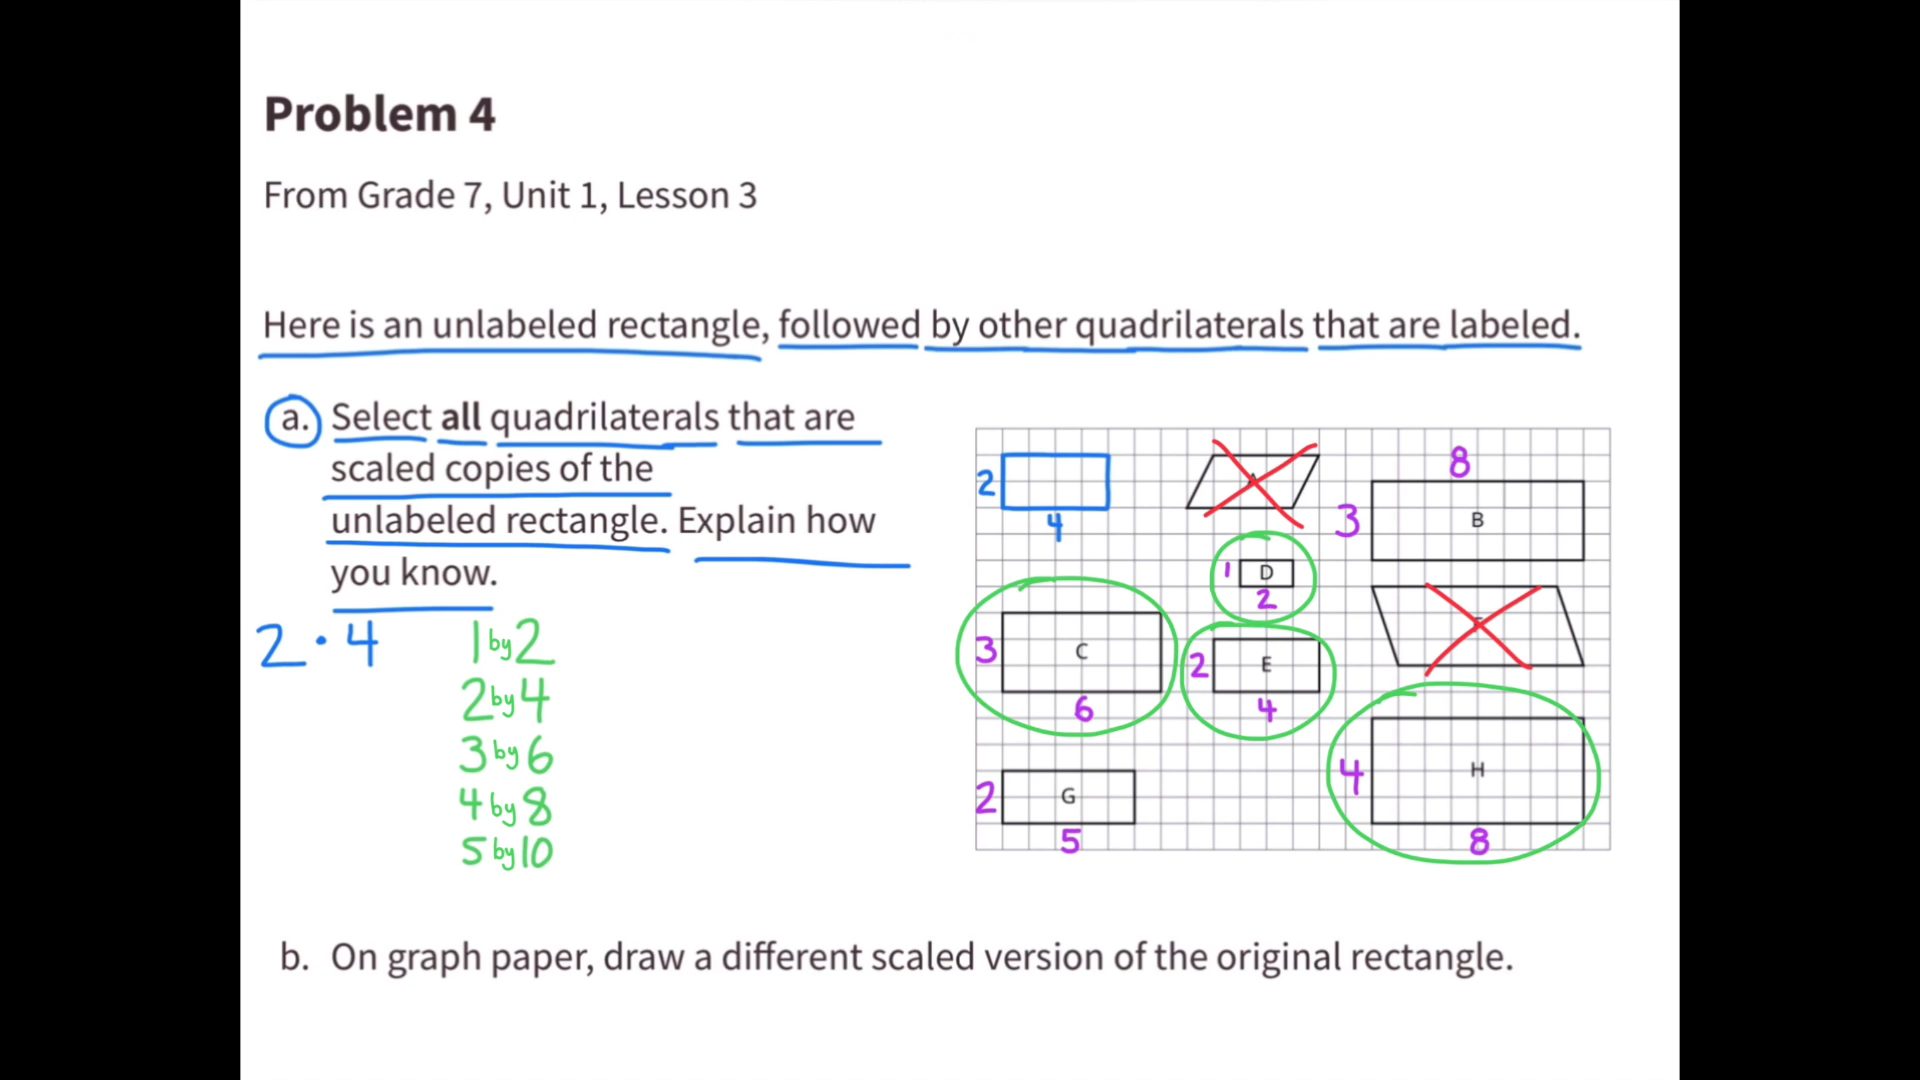 Problem 4
From Grade 7, Unit 1, Lesson 3
Here is an unlabeled rectangle, followed by other quadrilaterals that are labeled.
a. Select all quadrilaterals that are
scaled copies of the
unlabeled rectangle. Explain how
you know.
2 · 4
1 by 2
2 by 4
3 by 6
4 by 8
5 by 10
2
4
8
3
B
1
D
2
3
C
6
2
E
4
2
G
5
4
H
8
b. On graph paper, draw a different scaled version of the original rectangle.